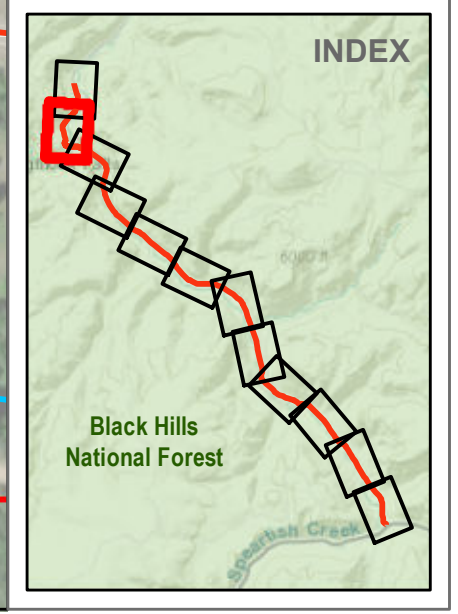 INDEX
6000 ft
Black Hills
National Forest
Spearfish Creek